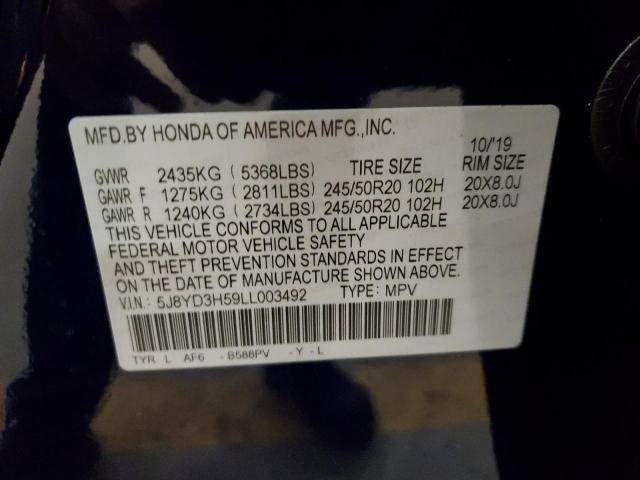 MFD.BY HONDA OF AMERICA MFG.,INC.
10/'19
GVWR 2435KG ( 5368LBS) TIRE SIZE RIM SIZE
GAWR F 1275KG ( 2811LBS) 245/50R20 102H 20X8.0J
GAWR R 1240KG ( 2734LBS) 245/50R20 102H 20X8.0J
THIS VEHICLE CONFORMS TO ALL APPLICABLE
FEDERAL MOTOR VEHICLE SAFETY
AND THEFT PREVENTION STANDARDS IN EFFECT
ON THE DATE OF MANUFACTURE SHOWN ABOVE.
V.I.N.: 5J8YD3H59LL003492 TYPE: MPV
TYR L AF6 -B588PV -Y-L